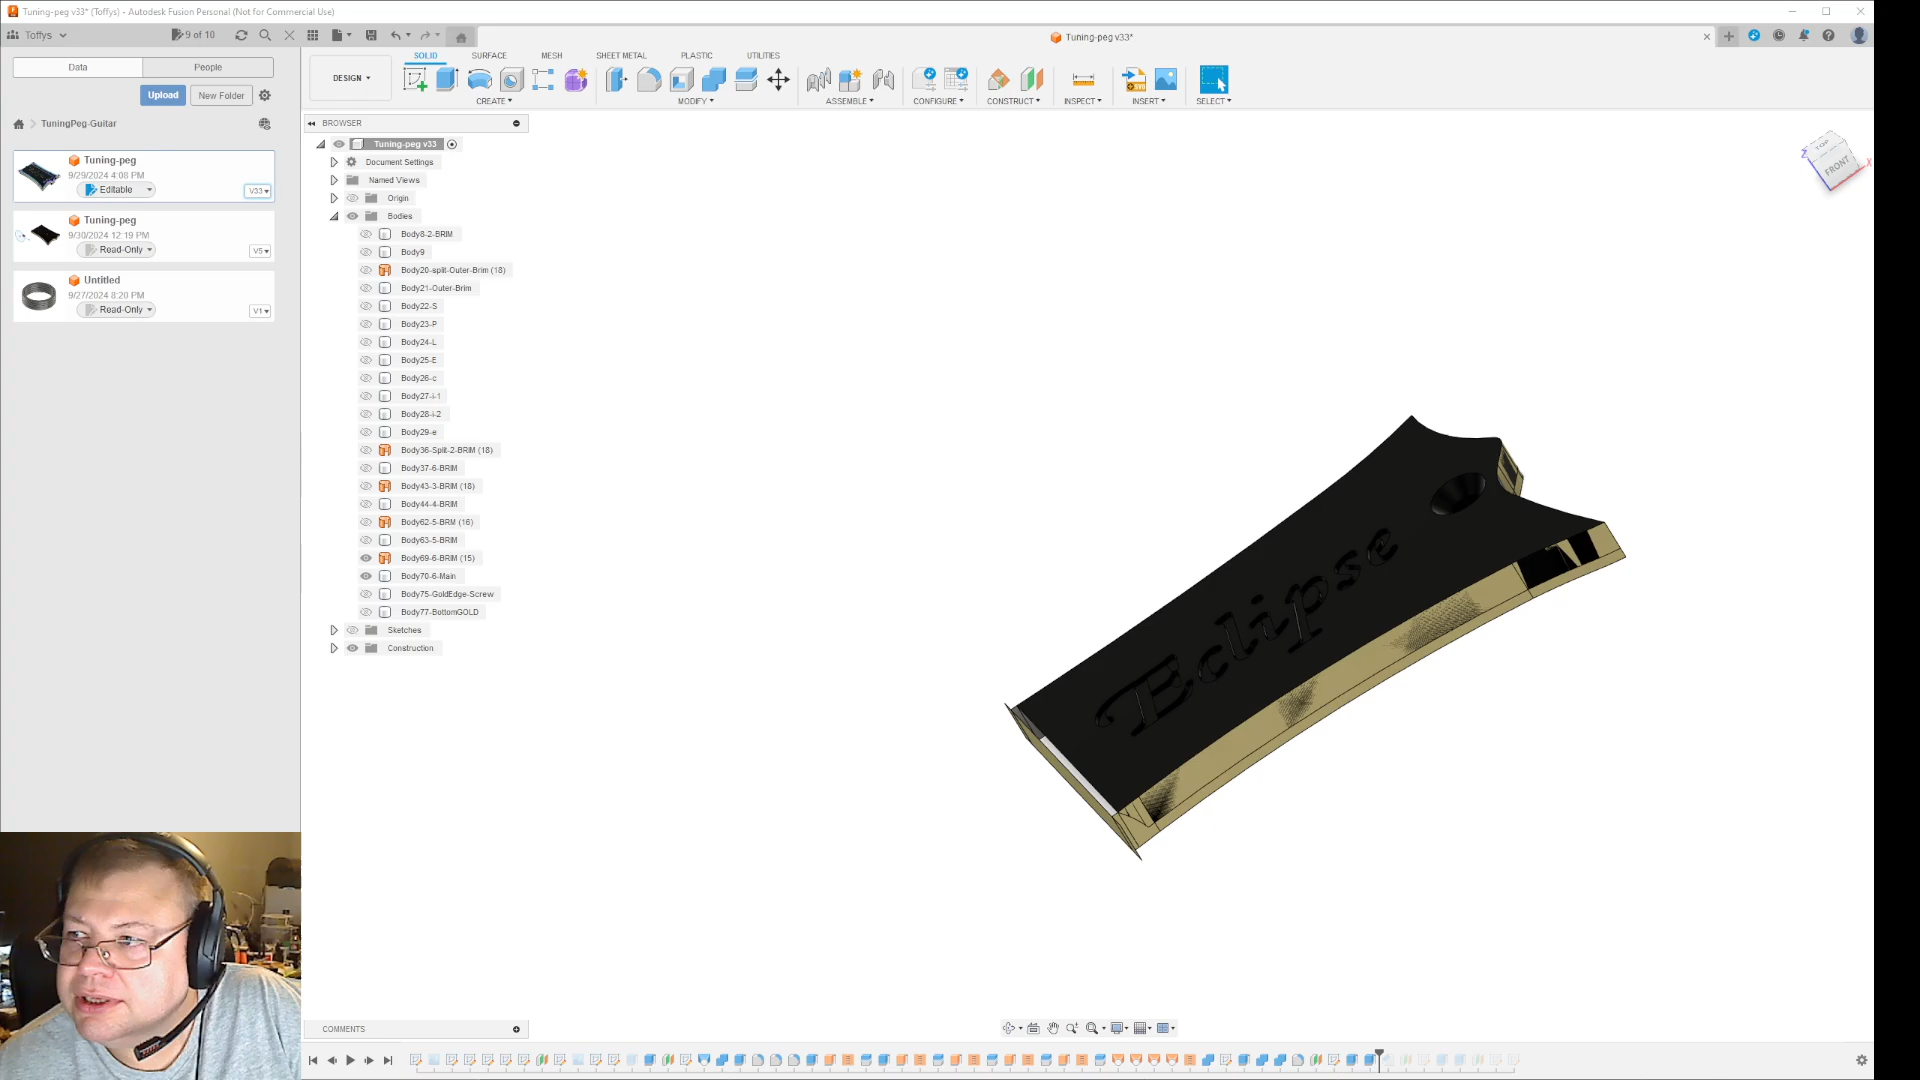 Tuning-peg v33* (Toffys) - Autodesk Fusion Personal (Not for Commercial Use)
Toffys
9 of 10
Tuning-peg v33*
Data
People
Upload
New Folder
TuningPeg-Guitar
Tuning-peg
9/29/2024 4:08 PM
Editable
V33
Tuning-peg
9/30/2024 12:19 PM
Read-Only
V5
Untitled
9/27/2024 8:20 PM
Read-Only
V1
DESIGN
SOLID
SURFACE
MESH
SHEET METAL
PLASTIC
UTILITIES
CREATE
MODIFY
ASSEMBLE
CONFIGURE
CONSTRUCT
INSPECT
INSERT
SELECT
BROWSER
Tuning-peg v33
Document Settings
Named Views
Origin
Bodies
Body8-2-BRIM
Body9
Body20-split-Outer-Brim (18)
Body21-Outer-Brim
Body22-S
Body23-P
Body24-L
Body25-E
Body26-c
Body27-i-1
Body28-i-2
Body29-e
Body36-Split-2-BRIM (18)
Body37-6-BRIM
Body43-3-BRIM (18)
Body44-4-BRIM
Body62-5-BRM (16)
Body63-5-BRIM
Body69-6-BRIM (15)
Body70-6-Main
Body75-GoldEdge-Screw
Body77-BottomGOLD
Sketches
Construction
TOP
FRONT
Z
X
Eclipse
COMMENTS